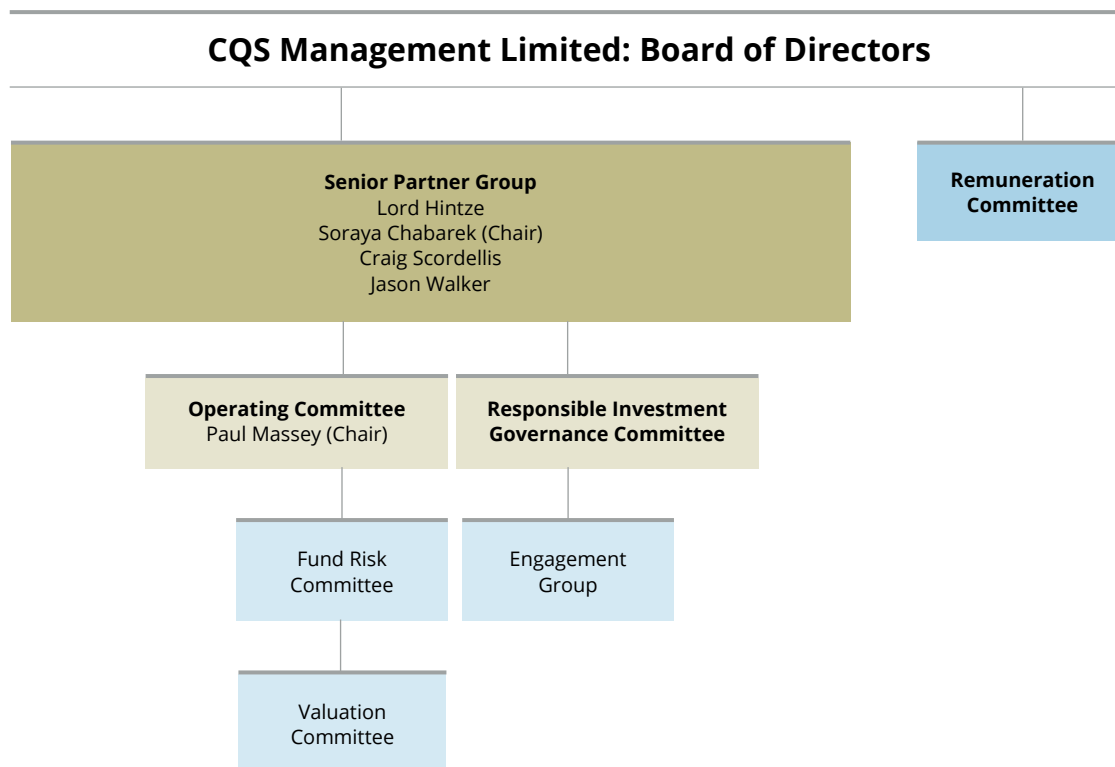 CQS Management Limited: Board of Directors
Senior Partner Group
Lord Hintze
Soraya Chabarek (Chair)
Craig Scordellis
Jason Walker
Remuneration
Committee
Operating Committee
Paul Massey (Chair)
Responsible Investment
Governance Committee
Fund Risk
Committee
Engagement
Group
Valuation
Committee